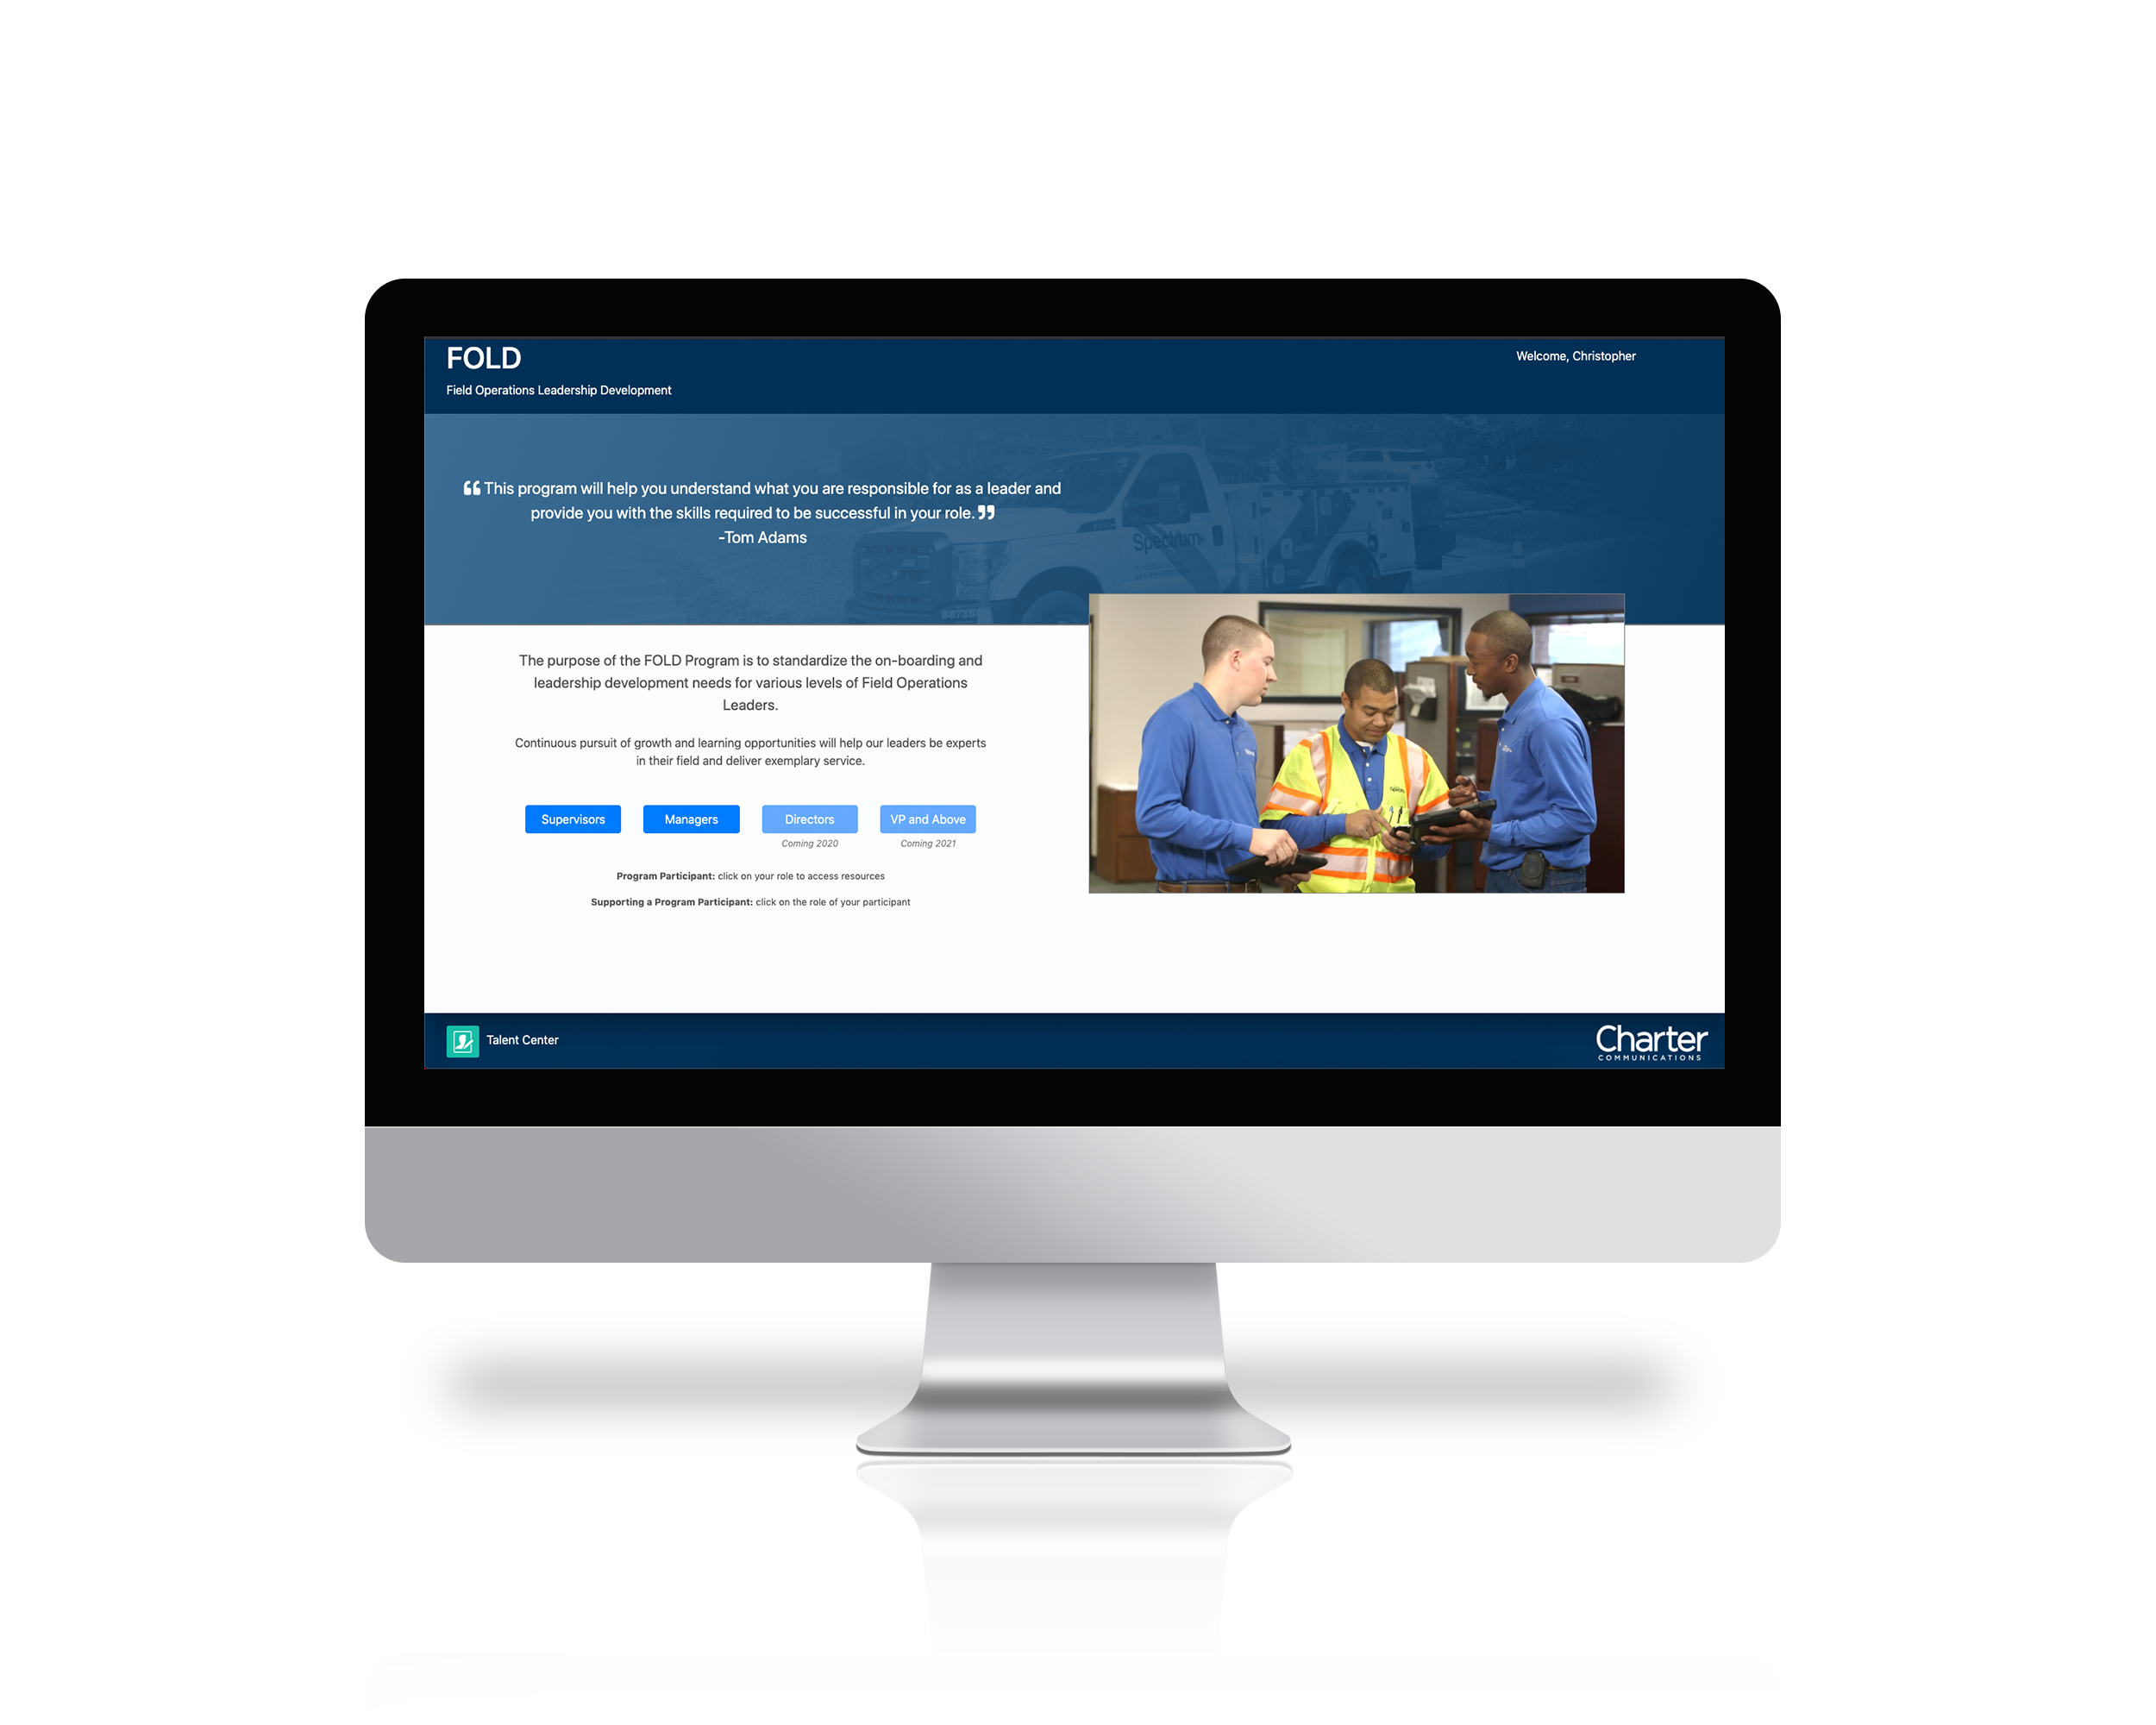 FOLD
Welcome, Christopher
Field Operations Leadership Development
“This program will help you understand what you are responsible for as a leader and
provide you with the skills required to be successful in your role.”
-Tom Adams
Spectrum
The purpose of the FOLD Program is to standardize the on-boarding and
leadership development needs for various levels of Field Operations
Leaders.
Continuous pursuit of growth and learning opportunities will help our leaders be experts
in their field and deliver exemplary service.
Supervisors
Managers
Directors
VP and Above
Coming 2020
Coming 2021
Program Participant: click on your role to access resources
Supporting a Program Participant: click on the role of your participant
Talent Center
Charter
COMMUNICATIONS